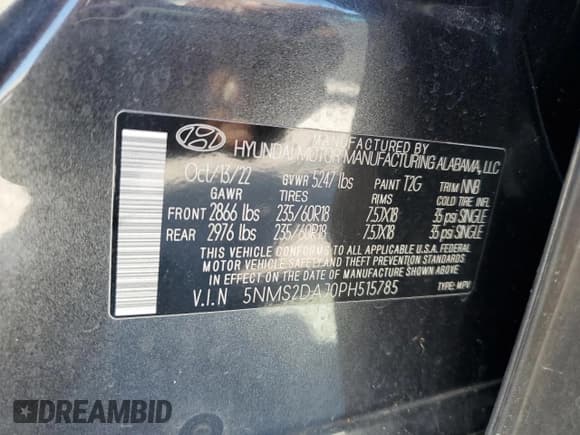 MANUFACTURED BY
HYUNDAI MOTOR MANUFACTURING ALABAMA, LLC
Oct/13/22 GVWR 5247 lbs PAINT T2G TRIM NNB
GAWR TIRES RIMS COLD TIRE INFL
FRONT 2866 lbs 235/60R18 7.5JX18 35 psi SINGLE
REAR 2976 lbs 235/60R18 7.5JX18 35 psi SINGLE
THIS VEHICLE CONFORMS TO ALL APPLICABLE U.S.A. FEDERAL
MOTOR VEHICLE SAFETY AND THEFT PREVENTION STANDARDS
IN EFFECT ON THE DATE OF MANUFACTURE SHOWN ABOVE.
V.I.N 5NMS2DAJ0PH515785 TYPE: MPV
DREAMBID